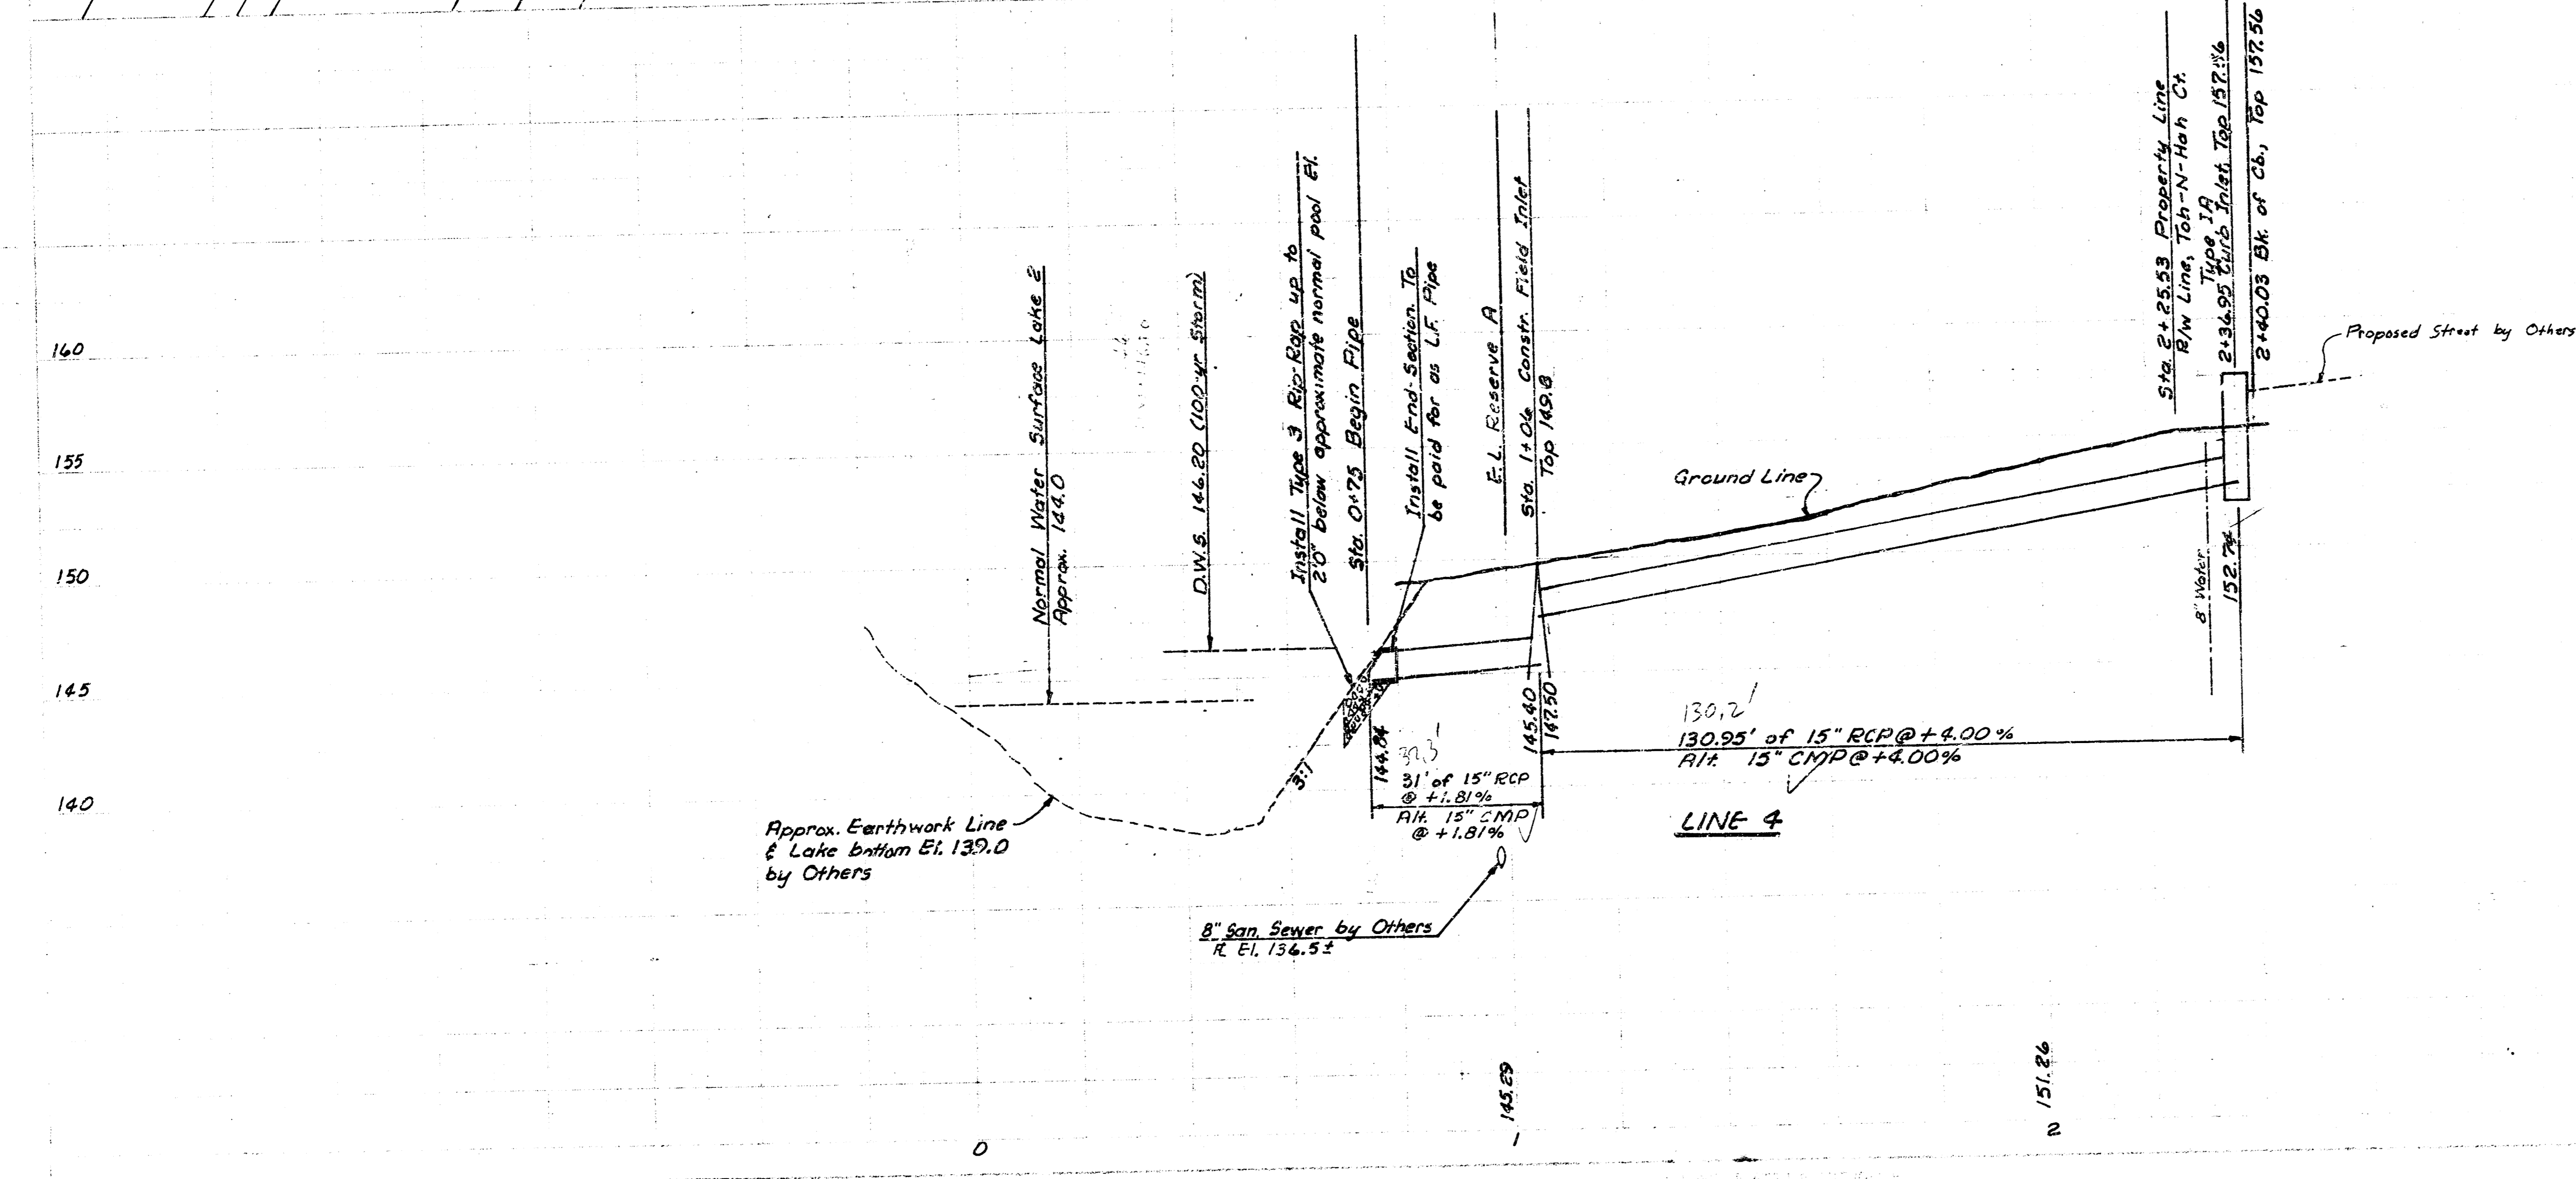 160
155
150
145
140
Normal Water Surface Lake 2
Approx. 144.0
D.W.S. 146.20 (100-yr Storm)
Install Type 3 Rip-Rap up to
2'0" below approximate normal pool El.
Sta. 0+75 Begin Pipe
Install End-Section. To
be paid for as L.F. Pipe
E.L. Reserve A
Sta. 1+06 Constr. Field Inlet
Top 149.8
Sta. 2+25.53 Property Line
R/W Line, Toh-N-Hah Ct.
Type IA
2+36.95 Curb Inlet, Top
2+40.03 Bk. of Cb., Top 157.56
Proposed Street by Others
Ground Line
8" Water
152.74
3:1
144.84
145.40
147.50
32.3'
31' of 15" RCP
@ +1.81%
Alt. 15" CMP
@ +1.81%
130.2'
130.95' of 15" RCP @ +4.00%
Alt. 15" CMP @ +4.00%
LINE 4
Approx. Earthwork Line
& Lake bottom El. 139.0
by Others
8" San. Sewer by Others
El. 136.5±
145.29
151.26
0
1
2